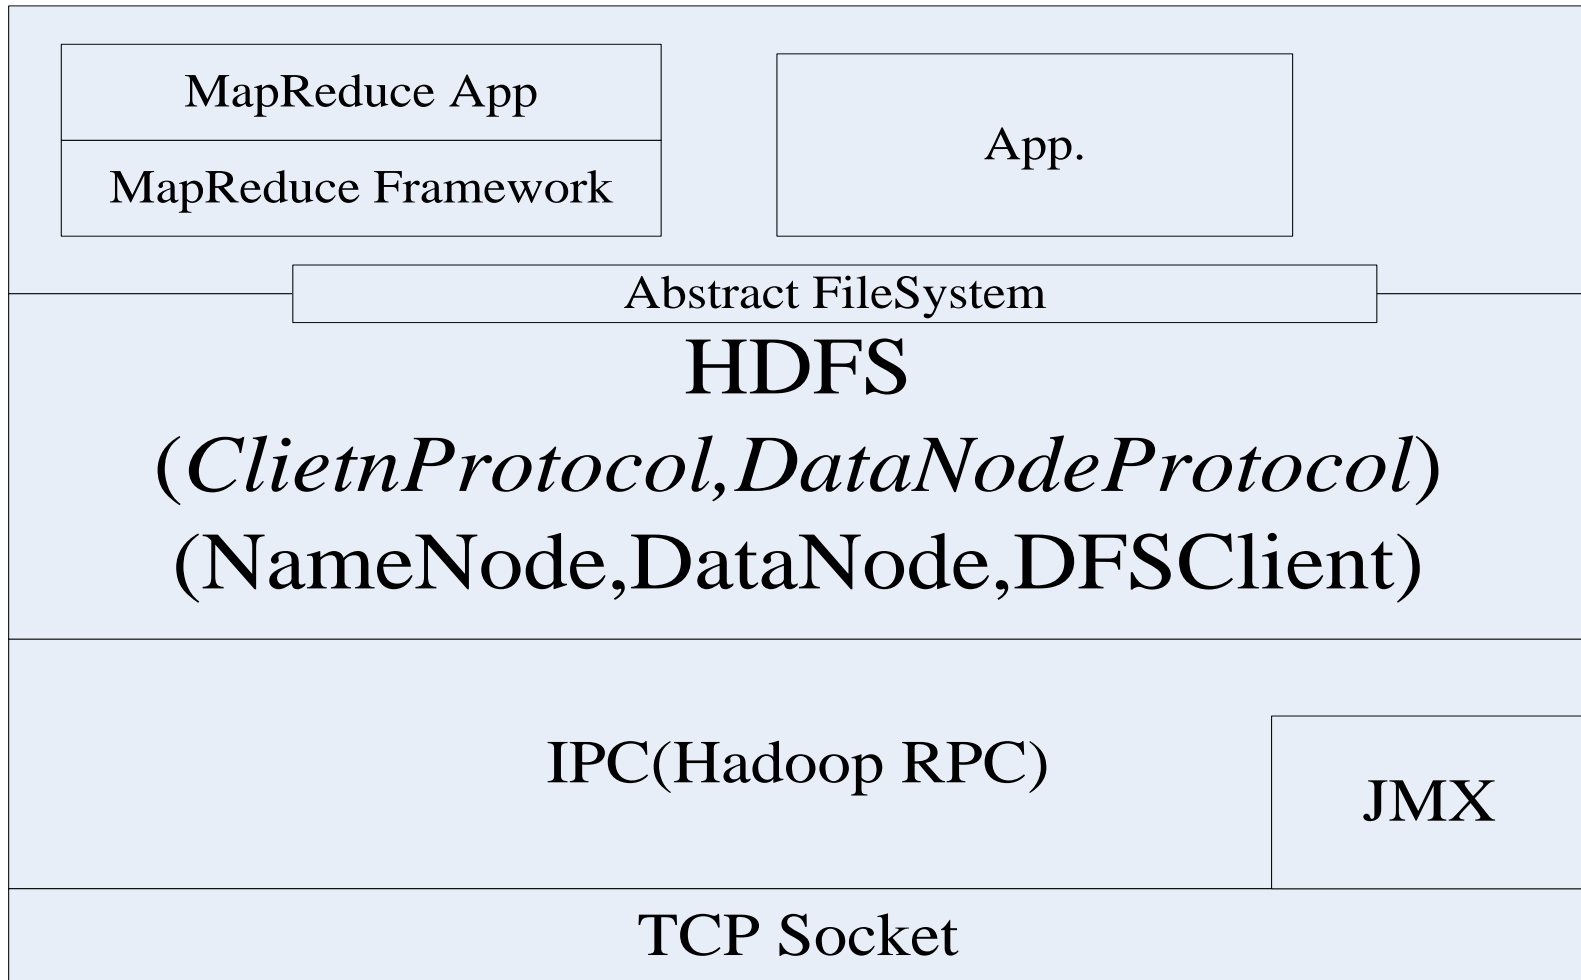 MapReduce App
MapReduce Framework
App.
Abstract FileSystem
HDFS
(ClietnProtocol,DataNodeProtocol)
(NameNode,DataNode,DFSClient)
IPC(Hadoop RPC)
JMX
TCP Socket